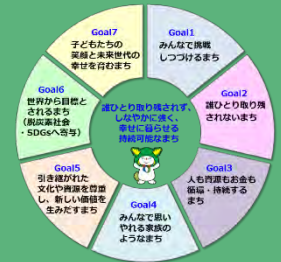 Goal1
みんなで挑戦
しつづけるまち
Goal2
誰ひとり取り残
されないまち
Goal3
人も資源もお金も
循環・持続する
まち
Goal4
みんなで思い
やれる家族の
ようなまち
Goal5
引き継がれた
文化や資源を尊重
し、新しい価値を
生みだすまち
Goal6
世界から目標と
されるまち
(脱炭素社会
・SDGsへ寄与)
Goal7
子どもたちの
笑顔と未来世代の
幸せを育むまち
誰ひとり取り残されず、
しなやかに強く、
幸せに暮らせる
持続可能なまち